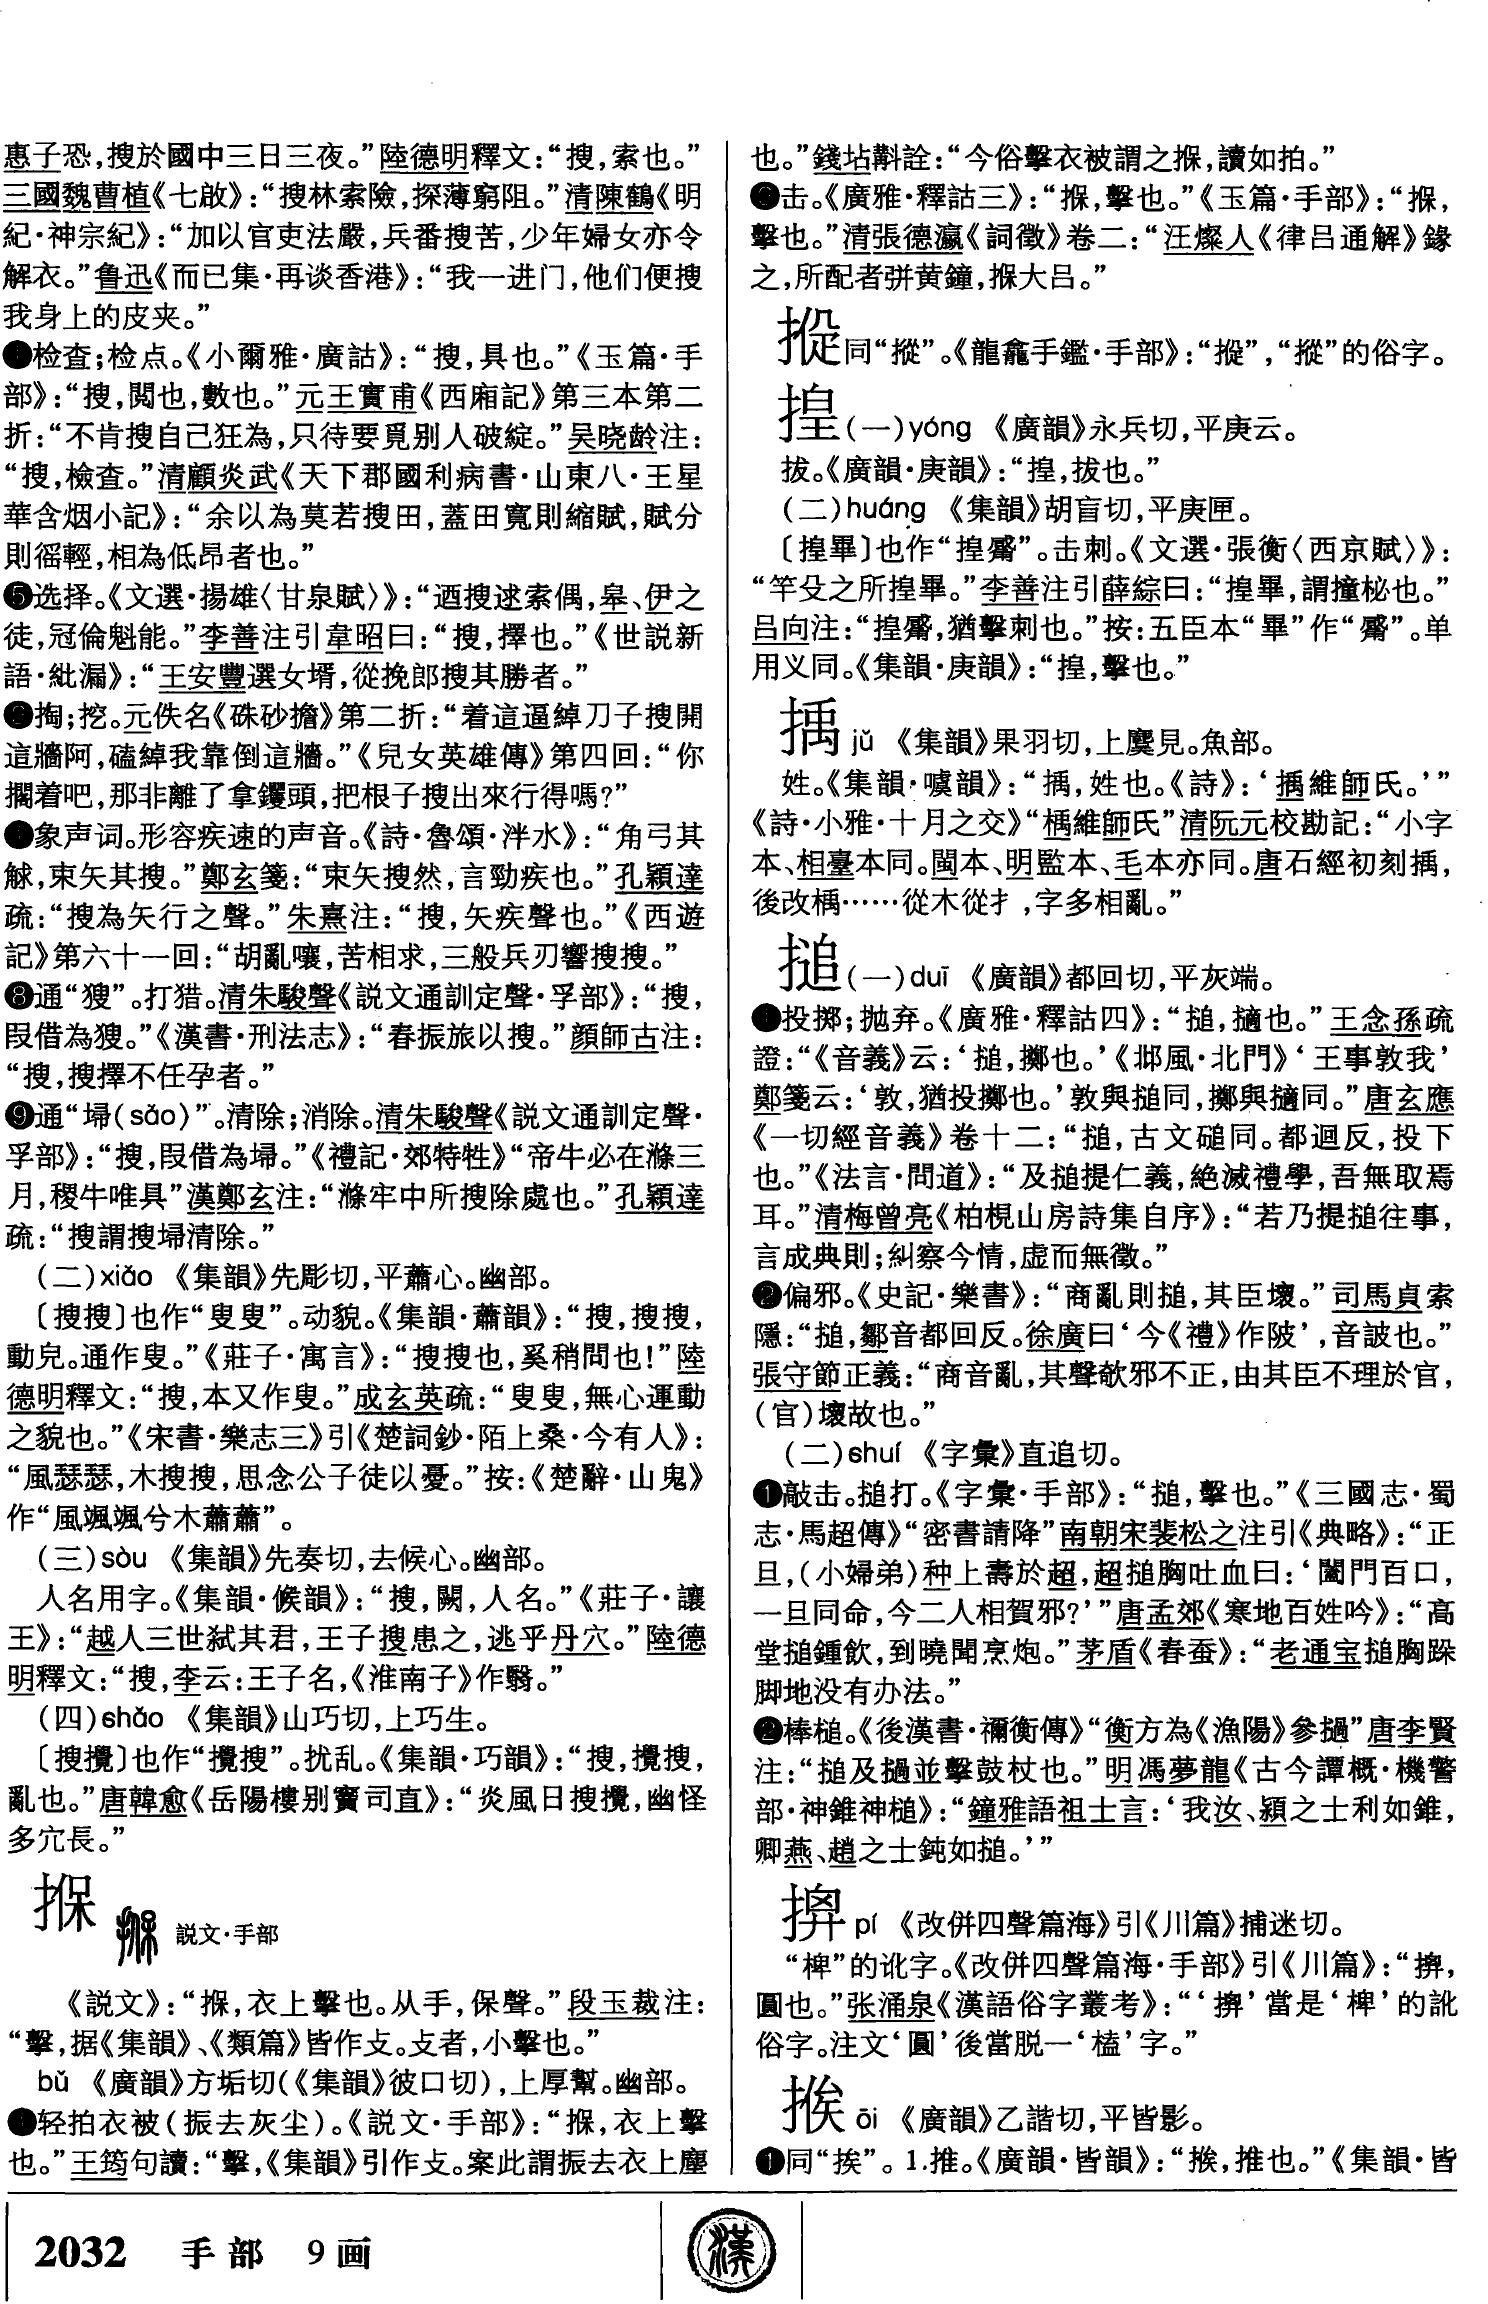 惠子恐，搜於國中三日三夜。”陸德明釋文：“搜，索也。”
三國魏曹植《七啟》：“搜林索險，探薄窮阻。”清陳鶴《明
紀·神宗紀》：“加以官吏法嚴，兵番搜苦，少年婦女亦令
解衣。”鲁迅《而已集·再谈香港》：“我一进门，他们便搜
我身上的皮夹。”
❹检查；检点。《小爾雅·廣詁》：“搜，具也。”《玉篇·手
部》：“搜，閲也，數也。”元王實甫《西廂記》第三本第二
折：“不肯搜自己狂為，只待要覓别人破綻。”吴晓龄注：
“搜，檢查。”清顧炎武《天下郡國利病書·山東八·王星
華含烟小記》：“余以為莫若搜田，蓋田寬則縮賦，賦分
則徭輕，相為低昂者也。”
❺选择。《文選·揚雄〈甘泉賦〉》：“迺搜逑索偶，皋、伊之
徒，冠倫魁能。”李善注引韋昭曰：“搜，擇也。”《世説新
語·紕漏》：“王安豐選女壻，從挽郎搜其勝者。”
❻掏；挖。元佚名《硃砂擔》第二折：“着這逼綽刀子搜開
這牆阿，磕綽我靠倒這牆。”《兒女英雄傳》第四回：“你
擱着吧，那非離了拿钁頭，把根子搜出來行得嗎？”
❼象声词。形容疾速的声音。《詩·魯頌·泮水》：“角弓其
觩，束矢其搜。”鄭玄箋：“束矢搜然，言勁疾也。”孔穎達
疏：“搜為矢行之聲。”朱熹注：“搜，矢疾聲也。”《西遊
記》第六十一回：“胡亂嚷，苦相求，三般兵刃響搜搜。”
❽通“獀”。打猎。清朱駿聲《説文通訓定聲·孚部》：“搜，
叚借為獀。”《漢書·刑法志》：“春振旅以搜。”顔師古注：
“搜，搜擇不任孕者。”
❾通“埽(sǎo)”。清除；消除。清朱駿聲《説文通訓定聲·
孚部》：“搜，叚借為埽。”《禮記·郊特牲》“帝牛必在滌三
月，稷牛唯具”漢鄭玄注：“滌牢中所搜除處也。”孔穎達
疏：“搜謂搜埽清除。”
(二)xiāo 《集韻》先彫切，平蕭心。幽部。
〔搜搜〕也作“叟叟”。动貌。《集韻·蕭韻》：“搜，搜搜，
動皃。通作叟。”《莊子·寓言》：“搜搜也，奚稍問也！”陸
德明釋文：“搜，本又作叟。”成玄英疏：“叟叟，無心運動
之貌也。”《宋書·樂志三》引《楚詞鈔·陌上桑·今有人》：
“風瑟瑟，木搜搜，思念公子徒以憂。”按：《楚辭·山鬼》
作“風颯颯兮木蕭蕭”。
(三)sòu 《集韻》先奏切，去候心。幽部。
人名用字。《集韻·候韻》：“搜，闕，人名。”《莊子·讓
王》：“越人三世弑其君，王子搜患之，逃乎丹穴。”陸德
明釋文：“搜，李云：王子名，《淮南子》作翳。”
(四)shǎo 《集韻》山巧切，上巧生。
〔搜攪〕也作“攪搜”。扰乱。《集韻·巧韻》：“搜，攪搜，
亂也。”唐韓愈《岳陽樓别竇司直》：“炎風日搜攪，幽怪
多冗長。”
㨐 説文·手部
《説文》：“㨐，衣上擊也。从手，保聲。”段玉裁注：
“擊，据《集韻》、《類篇》皆作攴。攴者，小擊也。”
bǔ 《廣韻》方垢切(《集韻》彼口切)，上厚幫。幽部。
❶轻拍衣被(振去灰尘)。《説文·手部》：“㨐，衣上擊
也。”王筠句讀：“擊，《集韻》引作攴。案此謂振去衣上塵
也。”錢坫斠詮：“今俗擊衣被謂之㨐，讀如拍。”
❷击。《廣雅·釋詁三》：“㨐，擊也。”《玉篇·手部》：“㨐，
擊也。”清張德瀛《詞徵》卷二：“汪燦人《律吕通解》緣
之，所配者㧶黄鐘，㨐大吕。”
同“摐”。《龍龕手鑑·手部》：“㧐”，“摐”的俗字。
揘(一)yóng 《廣韻》永兵切，平庚云。
拔。《廣韻·庚韻》：“揘，拔也。”
(二)huáng 《集韻》胡盲切，平庚匣。
〔揘畢〕也作“揘觱”。击刺。《文選·張衡〈西京賦〉》：
“竿殳之所揘畢。”李善注引薛綜曰：“揘畢，謂撞柲也。”
吕向注：“揘觱，猶擊刺也。”按：五臣本“畢”作“觱”。单
用义同。《集韻·庚韻》：“揘，擊也。”
㨛 jǔ 《集韻》果羽切，上麌見。魚部。
姓。《集韻·噳韻》：“㨛，姓也。《詩》：‘㨛維師氏。’”
《詩·小雅·十月之交》“楀維師氏”清阮元校勘記：“小字
本、相臺本同。閩本、明監本、毛本亦同。唐石經初刻㨛，
後改楀……從木從扌，字多相亂。”
搥(一)duī 《廣韻》都回切，平灰端。
❶投掷；抛弃。《廣雅·釋詁四》：“搥，擿也。”王念孫疏
證：“《音義》云：‘搥，擲也。’《邶風·北門》‘王事敦我’
鄭箋云：‘敦，猶投擲也。’敦與搥同，擲與擿同。”唐玄應
《一切經音義》卷十二：“搥，古文磓同。都迴反，投下
也。”《法言·問道》：“及搥提仁義，絶滅禮學，吾無取焉
耳。”清梅曾亮《柏梘山房詩集自序》：“若乃提搥往事，
言成典則；糾察今情，虚而無徵。”
❷偏邪。《史記·樂書》：“商亂則搥，其臣壞。”司馬貞索
隱：“搥，鄒音都回反。徐廣曰‘今《禮》作陂’，音詖也。”
張守節正義：“商音亂，其聲欹邪不正，由其臣不理於官，
(官)壞故也。”
(二)chuí 《字彙》直追切。
❶敲击。搥打。《字彙·手部》：“搥，擊也。”《三國志·蜀
志·馬超傳》“密書請降”南朝宋裴松之注引《典略》：“正
旦，(小婦弟)种上壽於超，超搥胸吐血曰：‘闔門百口，
一旦同命，今二人相賀邪？’”唐孟郊《寒地百姓吟》：“高
堂搥鍾飲，到曉聞烹炮。”茅盾《春蚕》：“老通宝搥胸跺
脚地没有办法。”
❷棒槌。《後漢書·禰衡傳》“衡方為《漁陽》參撾”唐李賢
注：“搥及撾並擊鼓杖也。”明馮夢龍《古今譚概·機警
部·神錐神槌》：“鐘雅語祖士言：‘我汝、潁之士利如錐，
卿燕、趙之士鈍如搥。’”
pí 《改併四聲篇海》引《川篇》捕迷切。
“椑”的讹字。《改併四聲篇海·手部》引《川篇》：“，
圓也。”张涌泉《漢語俗字叢考》：“‘’當是‘椑’的訛
俗字。注文‘圓’後當脱一‘榼’字。”
㨟 āi 《廣韻》乙諧切，平皆影。
❶同“挨”。1.推。《廣韻·皆韻》：“㨟，推也。”《集韻·皆
2032 手部 9画
漢